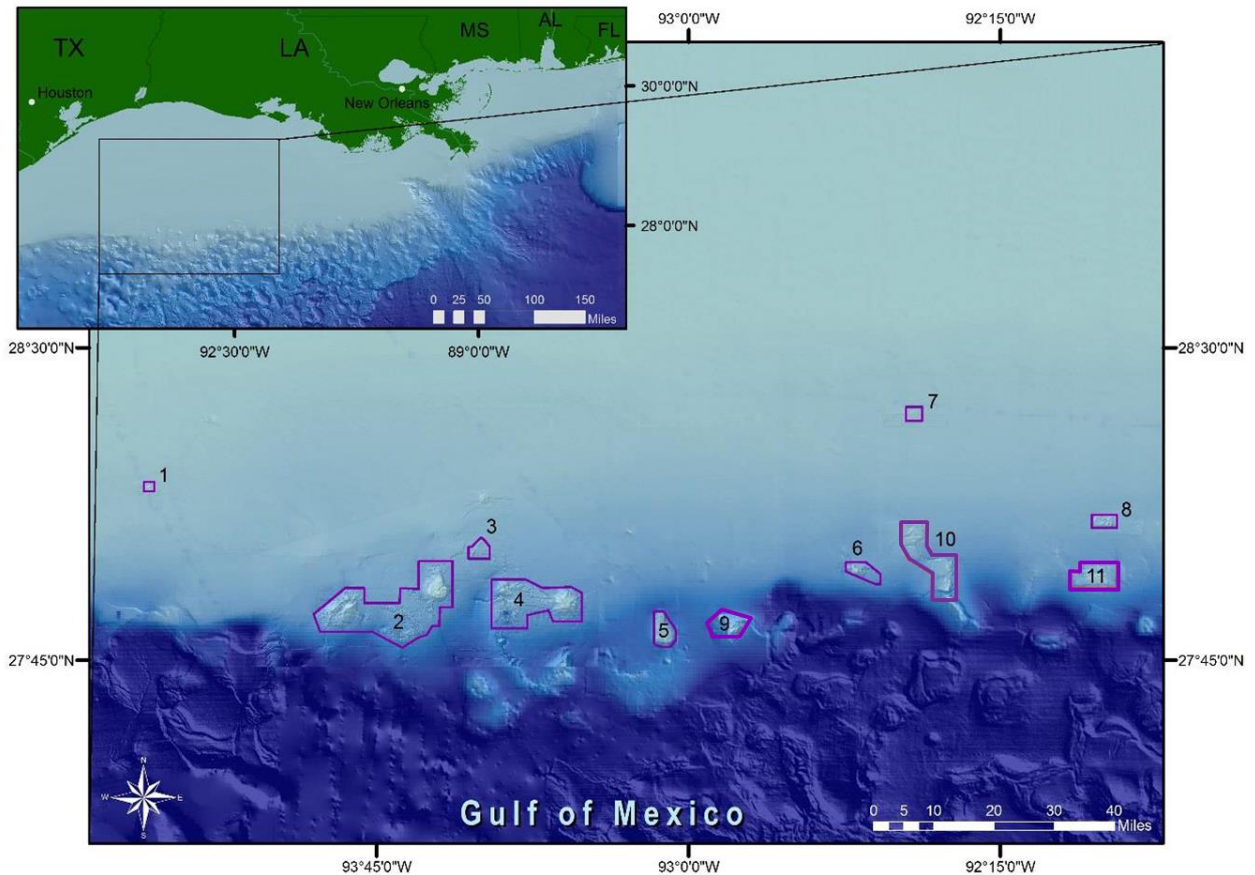 93°0'0"W
92°15'0"W
TX
LA
MS
AL
FL
Houston
New Orleans
30°0'0"N
28°0'0"N
0 25 50 100 150
Miles
92°30'0"W
89°0'0"W
28°30'0"N
28°30'0"N
7
1
8
3
10
6
11
4
2
5
9
27°45'0"N
27°45'0"N
N
W
E
S
Gulf of Mexico
0 5 10 20 30 40
Miles
93°45'0"W
93°0'0"W
92°15'0"W